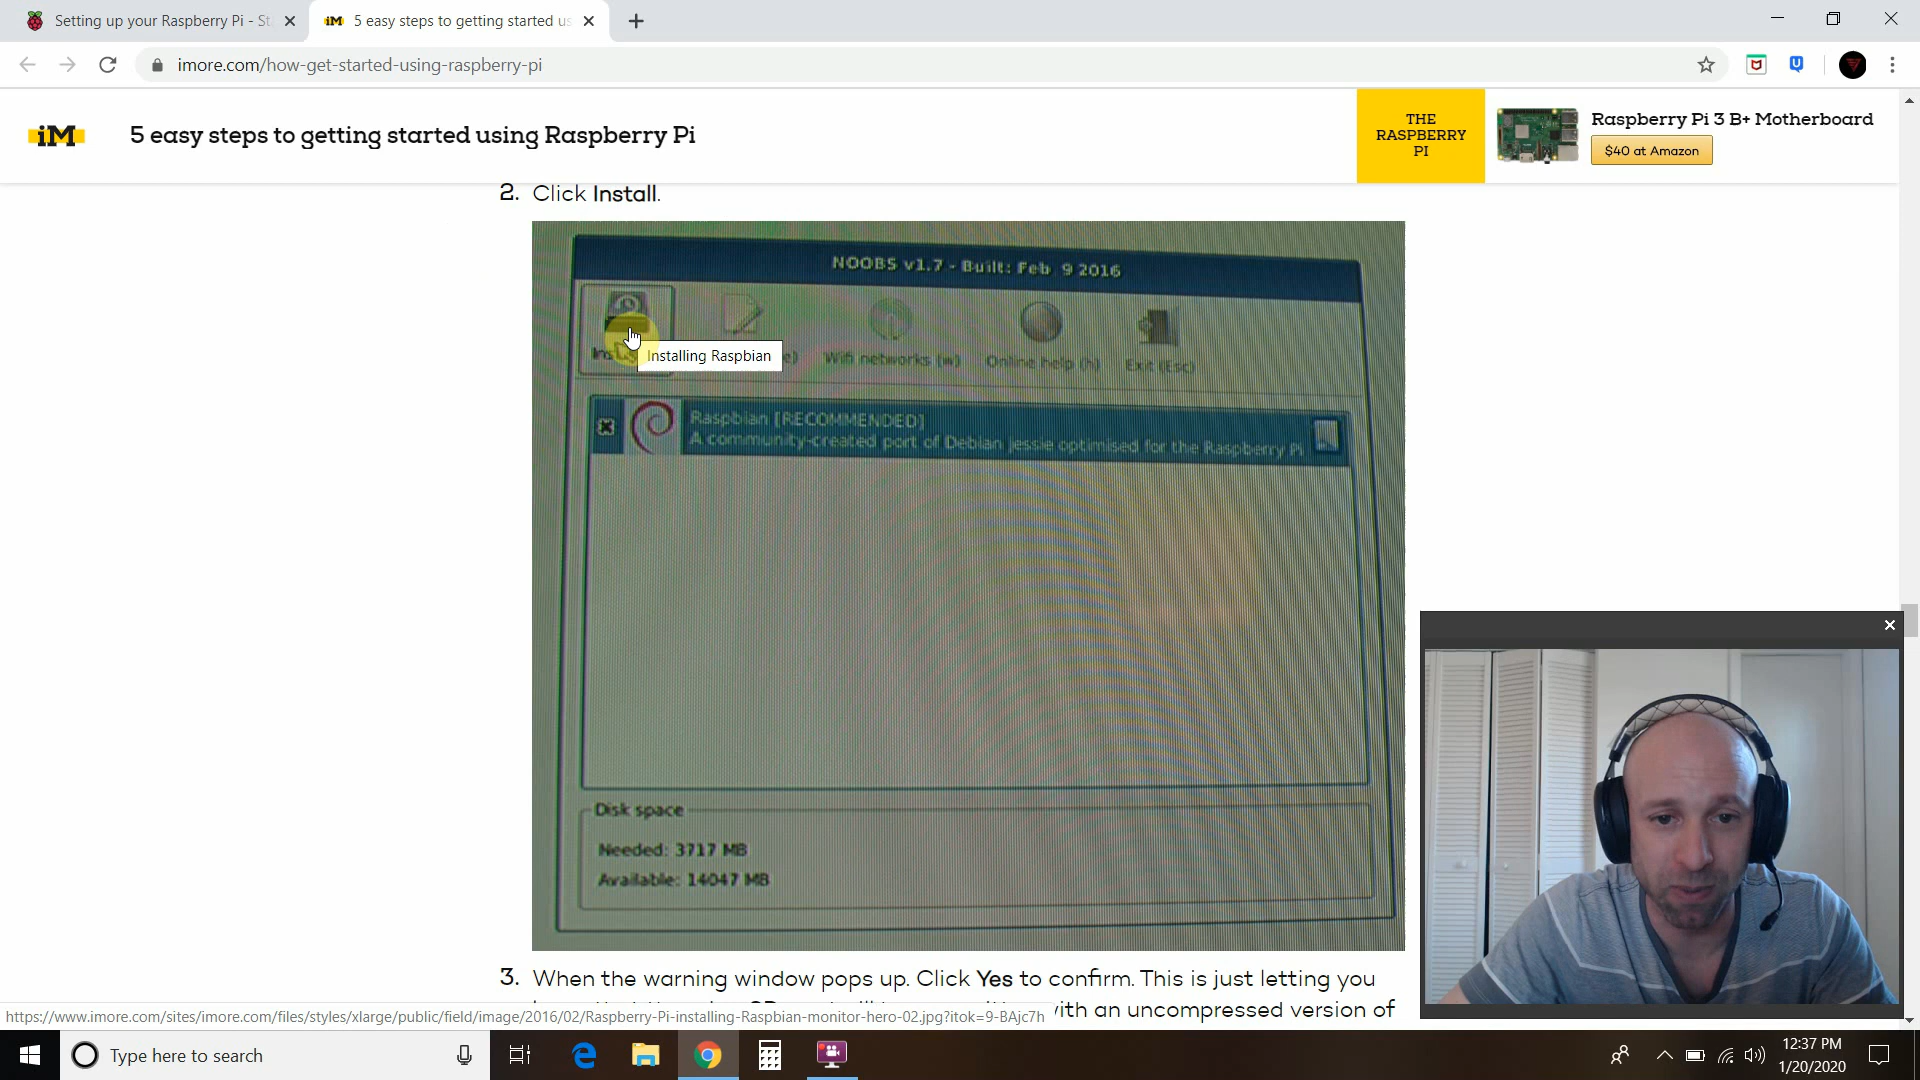 Setting up your Raspberry Pi - St
5 easy steps to getting started us
imore.com/how-get-started-using-raspberry-pi
iM
5 easy steps to getting started using Raspberry Pi
THE
RASPBERRY
PI
Raspberry Pi 3 B+ Motherboard
$40 at Amazon
2. Click Install.
NOOBS v1.7 - Built: Feb 9 2016
Installing Raspbian
Wifi networks (w)
Online help (h)
Exit (Esc)
Raspbian [RECOMMENDED]
A community-created port of Debian jessie optimised for the Raspberry Pi
Disk space
Needed: 3717 MB
Available: 14047 MB
3. When the warning window pops up. Click Yes to confirm. This is just letting you
with an uncompressed version of
https://www.imore.com/sites/imore.com/files/styles/xlarge/public/field/image/2016/02/Raspberry-Pi-installing-Raspbian-monitor-hero-02.jpg?itok=9-BAjc7h
Type here to search
12:37 PM
1/20/2020